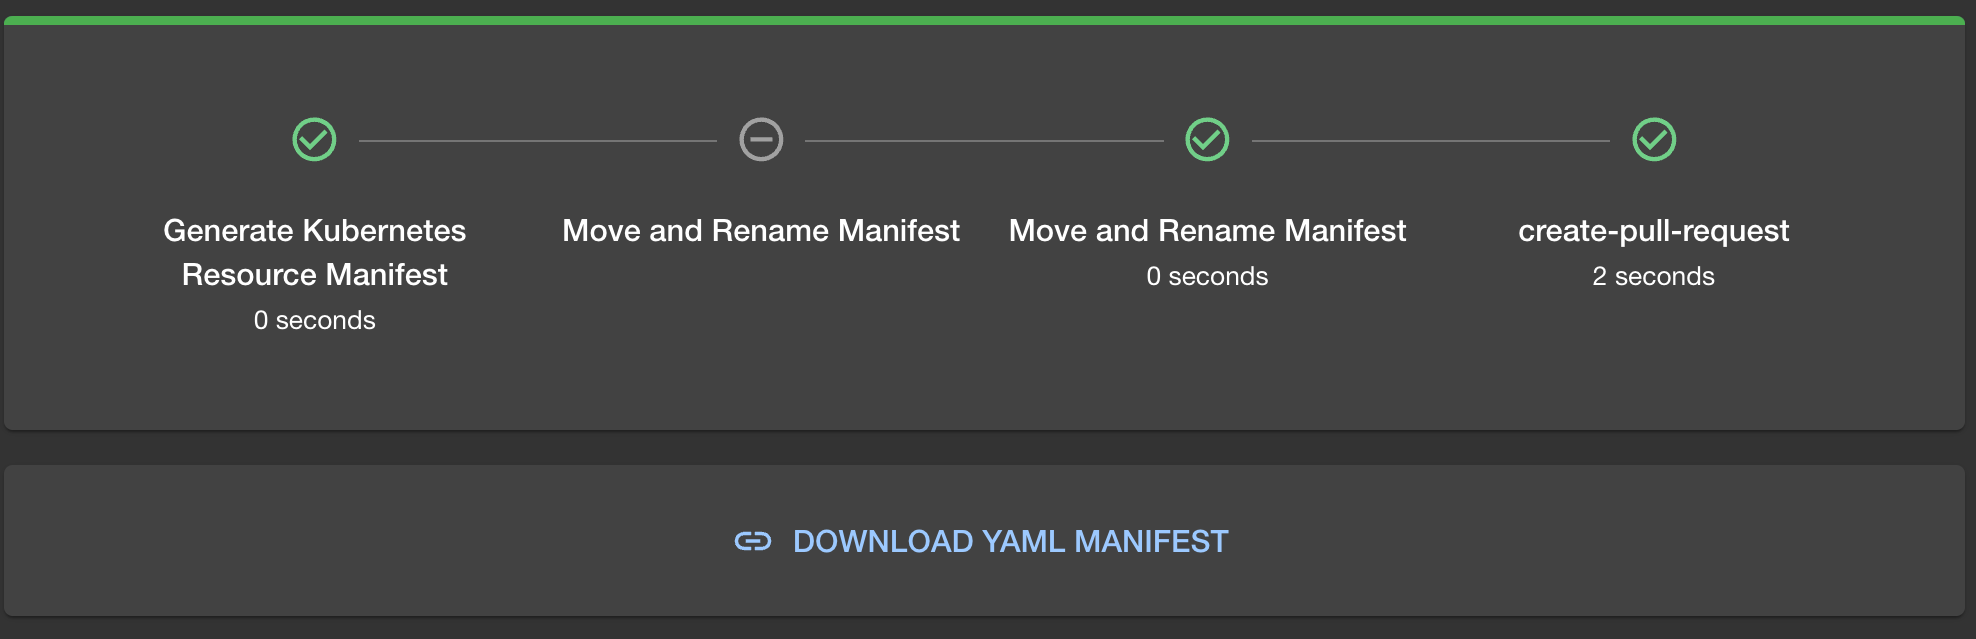 Generate Kubernetes
Resource Manifest
0 seconds
Move and Rename Manifest
Move and Rename Manifest
0 seconds
create-pull-request
2 seconds
DOWNLOAD YAML MANIFEST